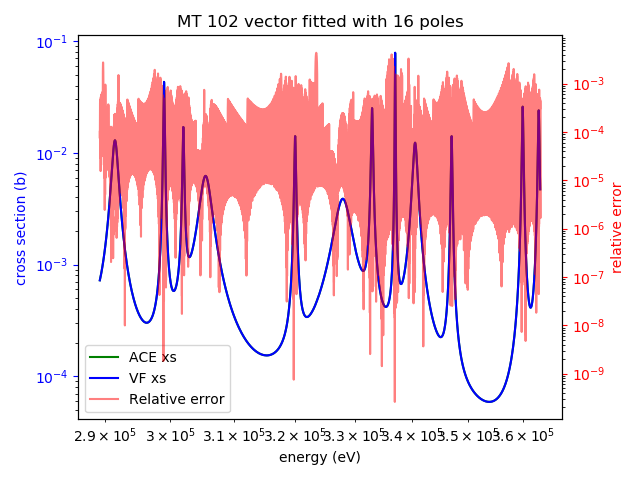 MT 102 vector fitted with 16 poles
10⁻¹
10⁻²
10⁻³
10⁻⁴
cross section (b)
10⁻³
10⁻⁴
10⁻⁵
10⁻⁶
10⁻⁷
10⁻⁸
10⁻⁹
relative error
ACE xs
VF xs
Relative error
2.9 × 10⁵ 3 × 10⁵ 3.1 × 10⁵ 3.2 × 10⁵ 3.3 × 10⁵ 3.4 × 10⁵ 3.5 × 10⁵ 3.6 × 10⁵
energy (eV)